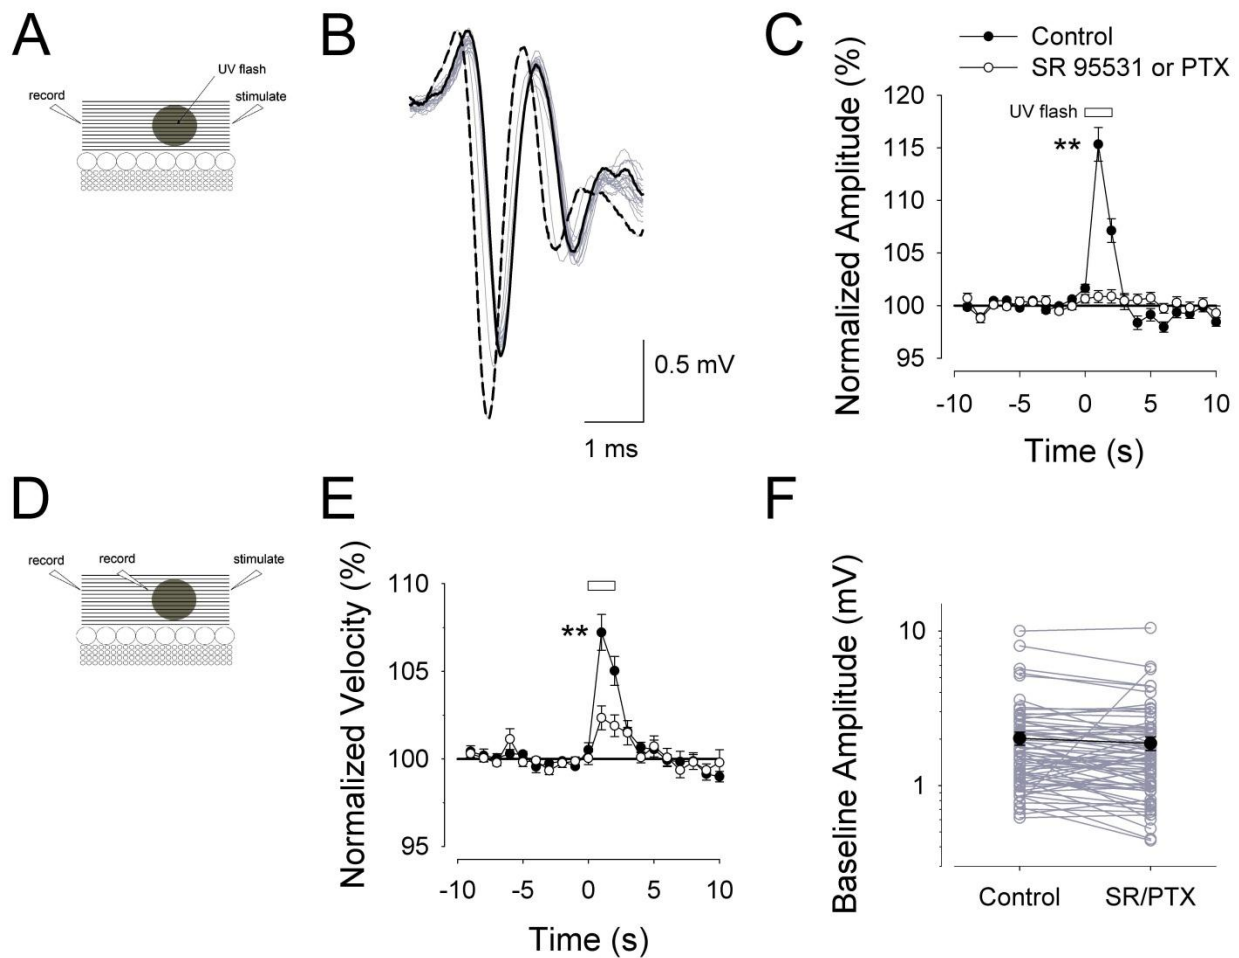 A
UV flash
record
stimulate
B
0.5 mV
1 ms
C
Control
SR 95531 or PTX
Normalized Amplitude (%)
120
115
110
105
100
95
UV flash
**
-10
-5
0
5
10
Time (s)
D
record
record
stimulate
E
Normalized Velocity (%)
110
105
100
95
**
-10
-5
0
5
10
Time (s)
F
Baseline Amplitude (mV)
10
1
Control
SR/PTX